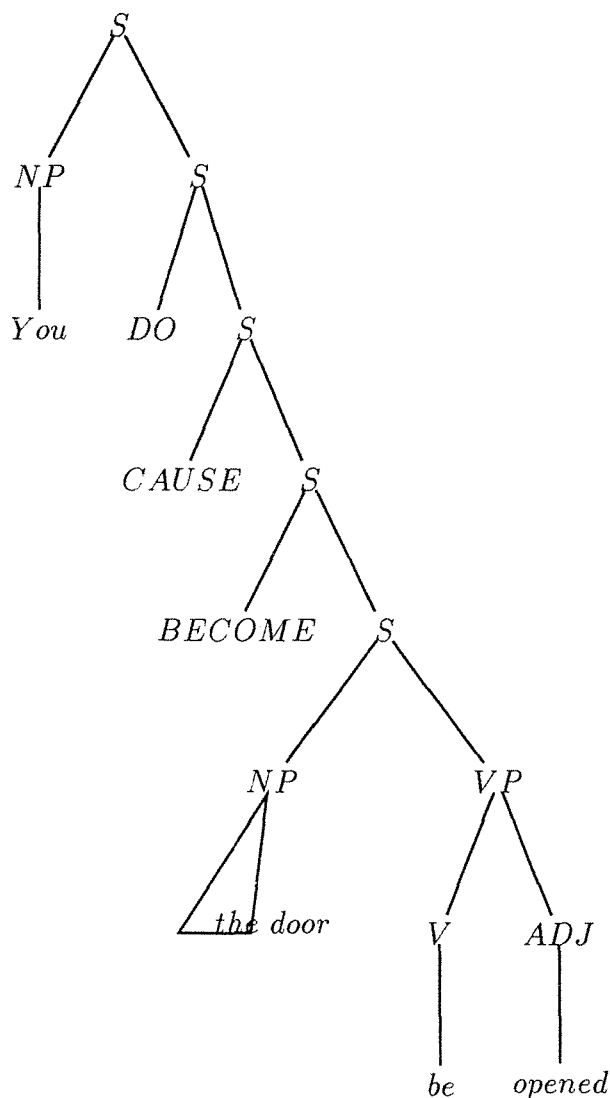 S
NP S
You DO S
CAUSE S
BECOME S
NP VP
the door V ADJ
be opened